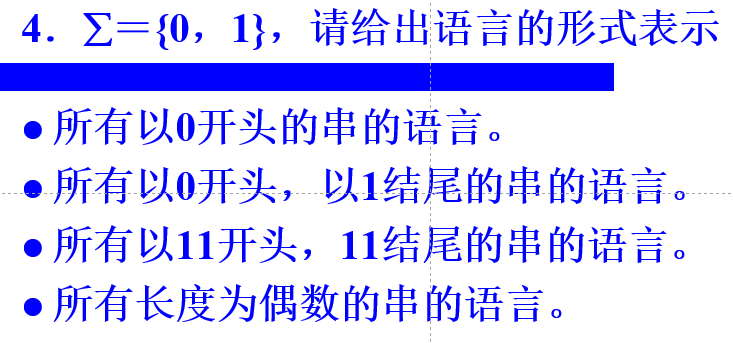 4．∑＝{0，1}，请给出语言的形式表示
● 所有以0开头的串的语言。
● 所有以0开头，以1结尾的串的语言。
● 所有以11开头，11结尾的串的语言。
● 所有长度为偶数的串的语言。